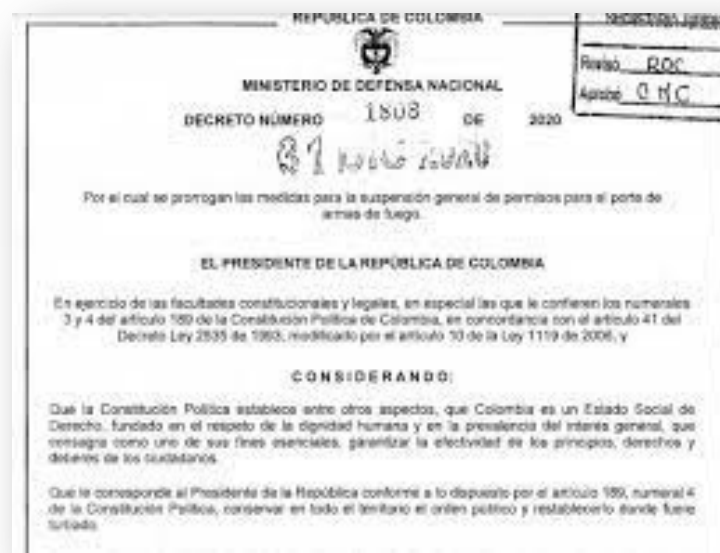 REPÚBLICA DE COLOMBIA
Revisó ROC
Aprobó
MINISTERIO DE DEFENSA NACIONAL
DECRETO NÚMERO 1808 DE 2020
31
Por el cual se prorrogan las medidas para la suspensión general de permisos para el porte de
armas de fuego.
EL PRESIDENTE DE LA REPÚBLICA DE COLOMBIA
En ejercicio de las facultades constitucionales y legales, en especial las que le confieren los numerales
3 y 4 del artículo 189 de la Constitución Política de Colombia, en concordancia con el artículo 41 del
Decreto Ley 2535 de 1993, modificado por el artículo 10 de la Ley 1119 de 2006, y
CONSIDERANDO:
Que la Constitución Política establece entre otros aspectos, que Colombia es un Estado Social de
Derecho, fundado en el respeto de la dignidad humana y en la prevalencia del interés general, que
consagra como uno de sus fines esenciales, garantizar la efectividad de los principios, derechos y
deberes de los ciudadanos.
Que le corresponde al Presidente de la República conforme a lo dispuesto por el artículo 189, numeral 4
de la Constitución Política, conservar en todo el territorio el orden público y restablecerlo donde fuere
turbado.